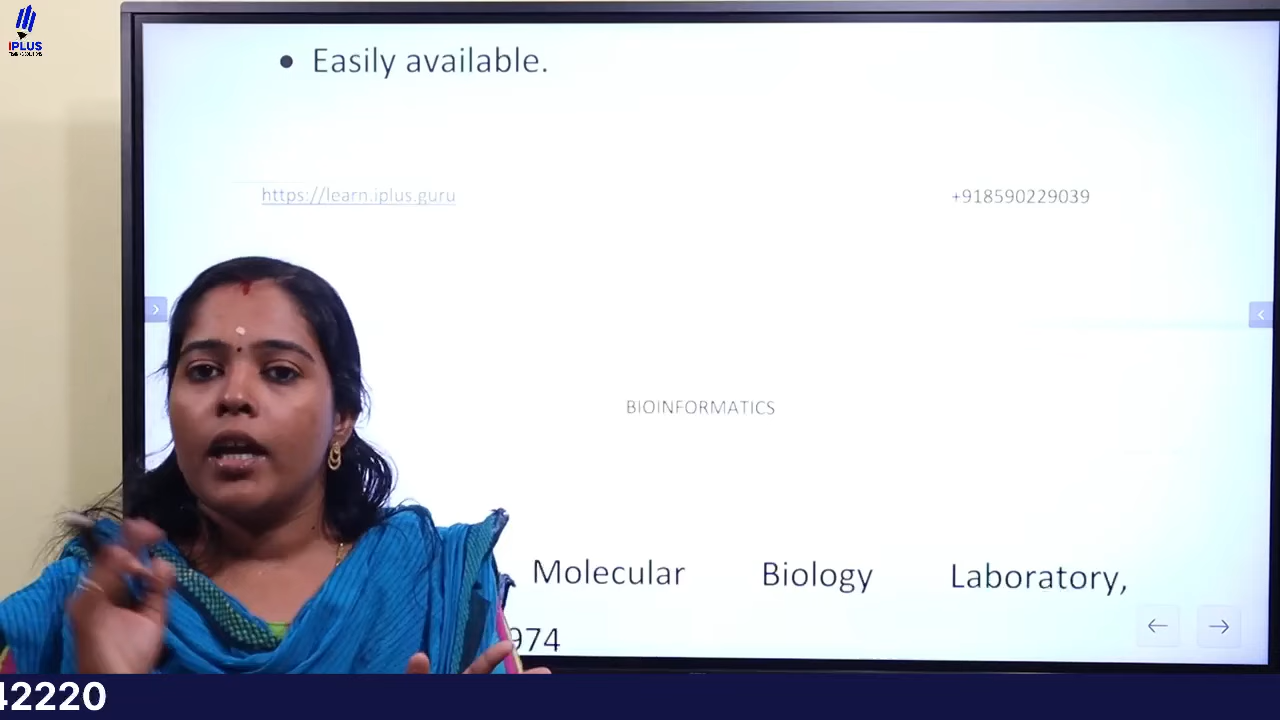 IPLUS
• Easily available.
https://learn.iplus.guru +918590229039
BIOINFORMATICS
Molecular Biology Laboratory,
974
42220